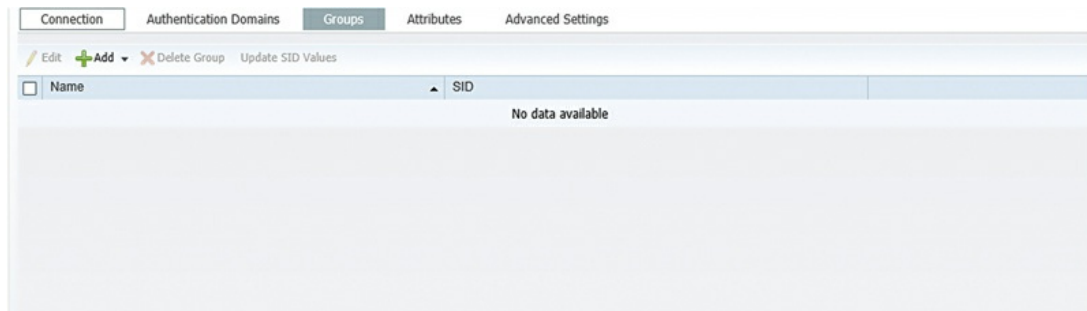 Connection Authentication Domains Groups Attributes Advanced Settings
Edit Add Delete Group Update SID Values
Name SID
No data available